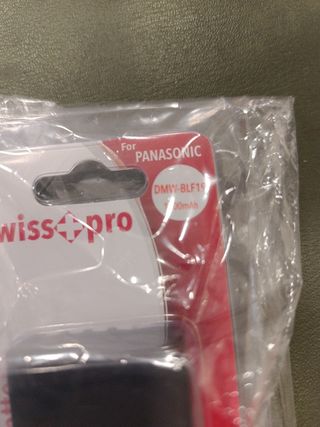 For
PANASONIC
DMW-BLF19
wiss pro